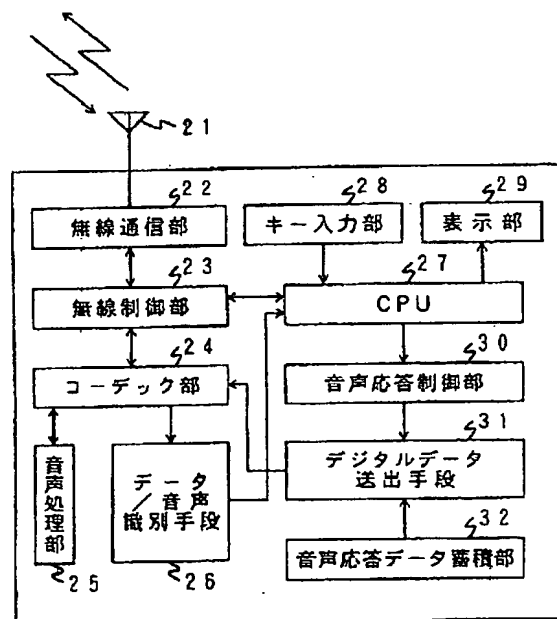 21
22
無線通信部
28
キー入力部
29
表示部
23
無線制御部
27
CPU
24
コーデック部
30
音声応答制御部
31
デジタルデータ
送出手段
音声処理部
25
データ
/音声
識別手段
26
32
音声応答データ蓄積部